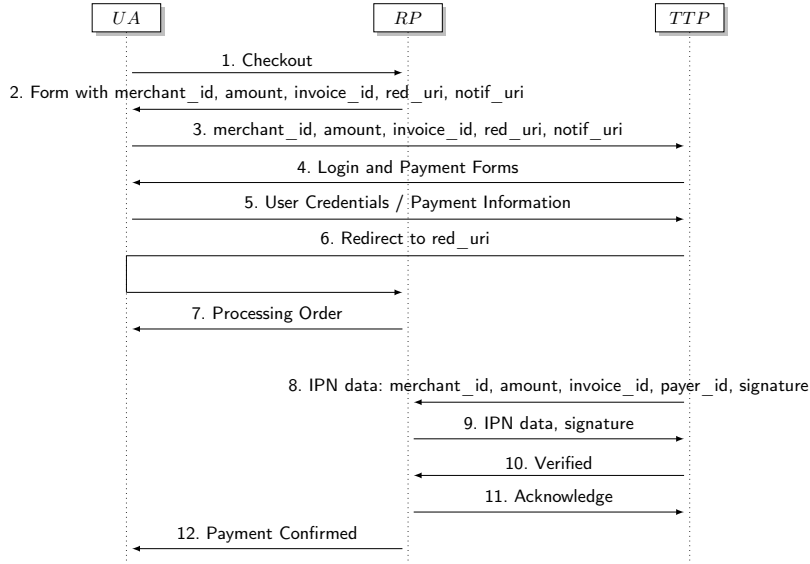 UA RP TTP
1. Checkout
2. Form with merchant_id, amount, invoice_id, red_uri, notif_uri
3. merchant_id, amount, invoice_id, red_uri, notif_uri
4. Login and Payment Forms
5. User Credentials / Payment Information
6. Redirect to red_uri
7. Processing Order
8. IPN data: merchant_id, amount, invoice_id, payer_id, signature
9. IPN data, signature
10. Verified
11. Acknowledge
12. Payment Confirmed